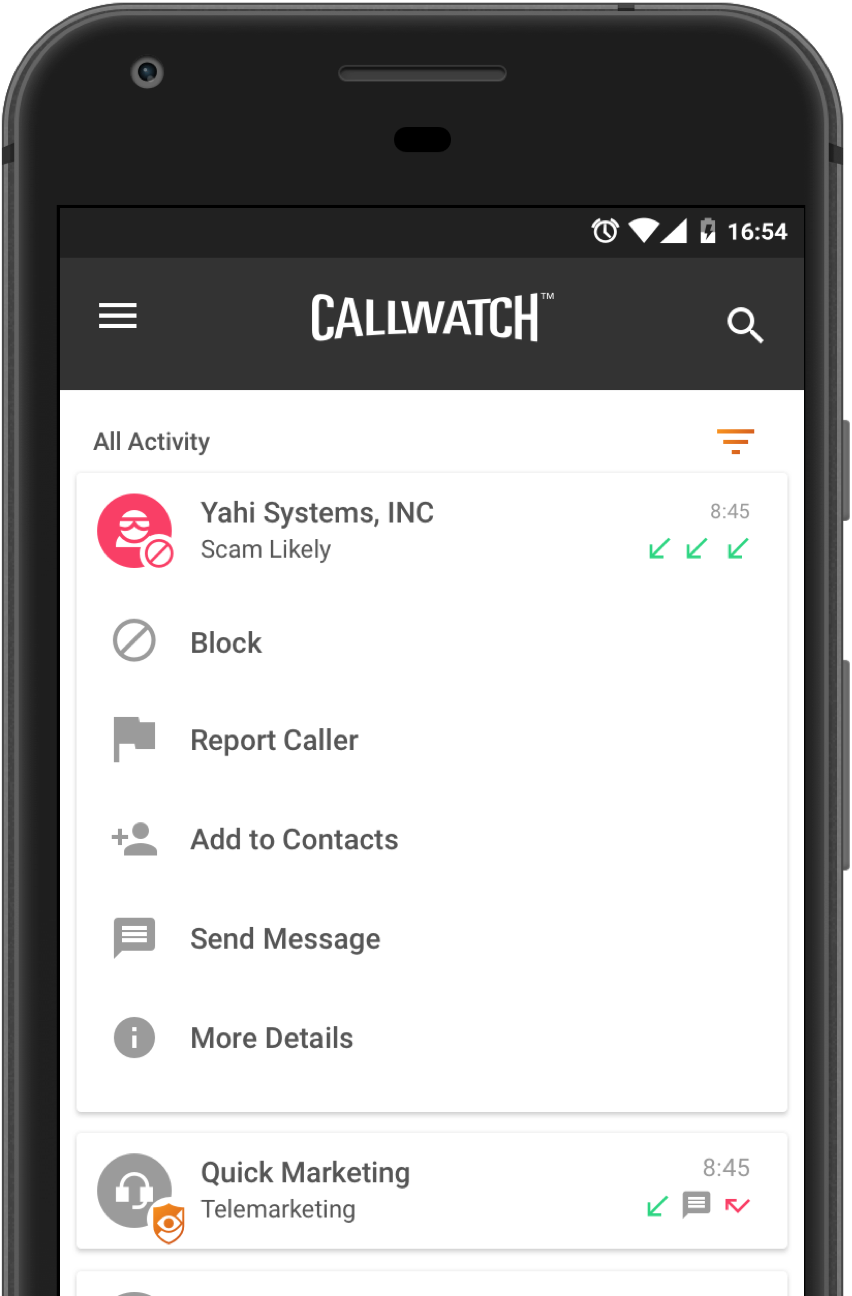 16:54
CALLWATCH™
All Activity
Yahi Systems, INC
8:45
Scam Likely
Block
Report Caller
Add to Contacts
Send Message
More Details
Quick Marketing
8:45
Telemarketing